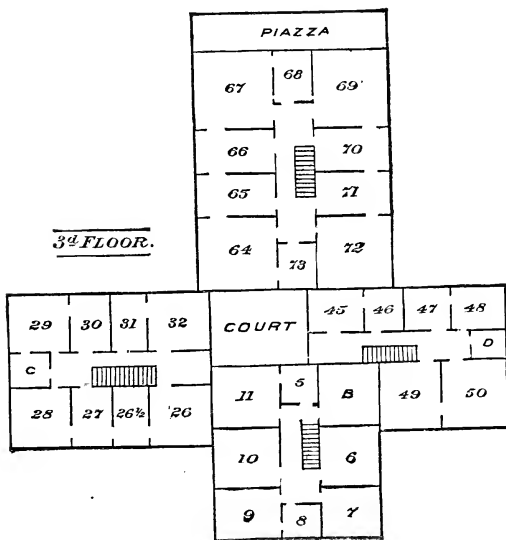 PIAZZA
67 68 69
66 70
65 71
3d FLOOR.
64 73 72
29 30 31 32
COURT
45 46 47 48
C
D
28 27 26½ 26
11 5 B 49 50
10 6
9 8 7